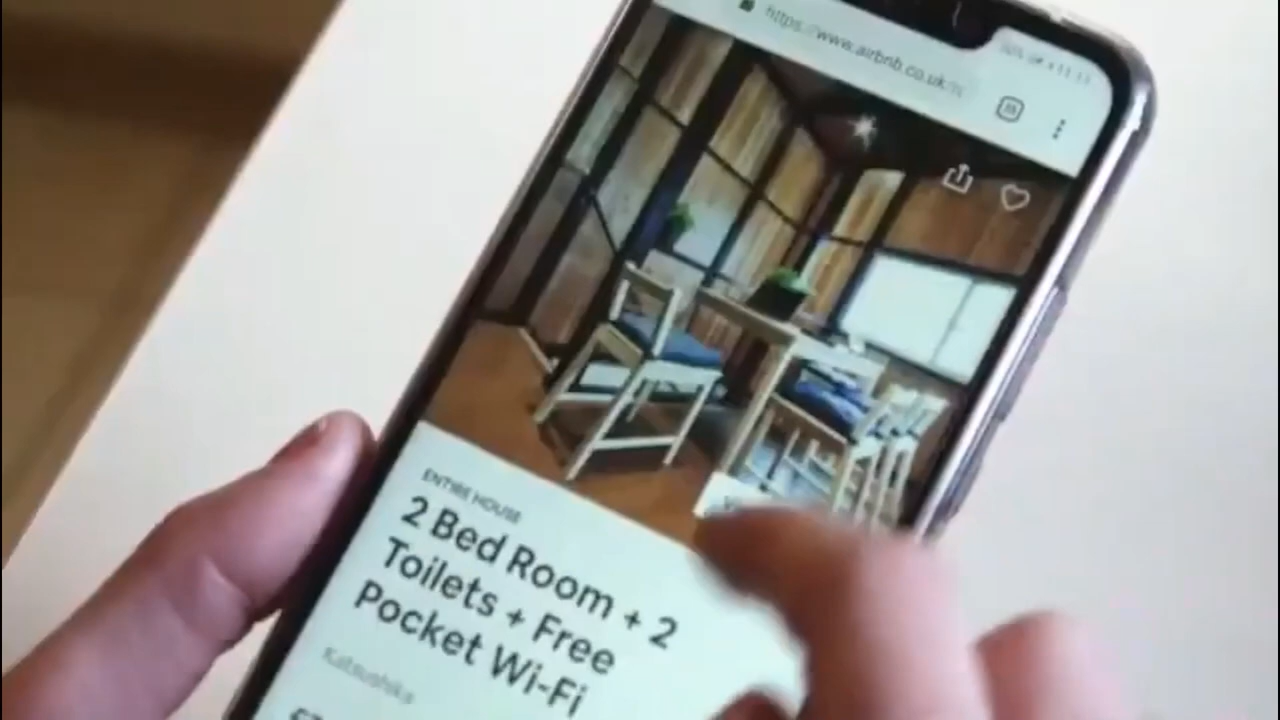 https://www.airbnb.co.uk/
ENTIRE HOUSE
2 Bed Room + 2
Toilets + Free
Pocket Wi-Fi
Katsushika